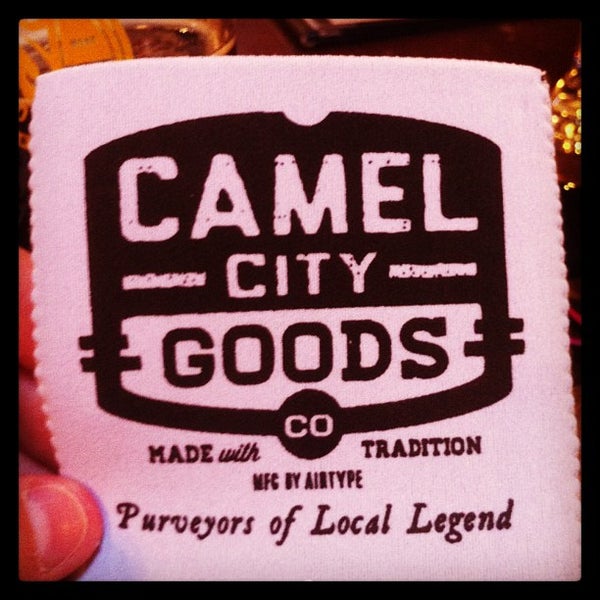 CAMEL
CITY
GOODS
CO
MADE with TRADITION
MFG BY AIRTYPE
Purveyors of Local Legend